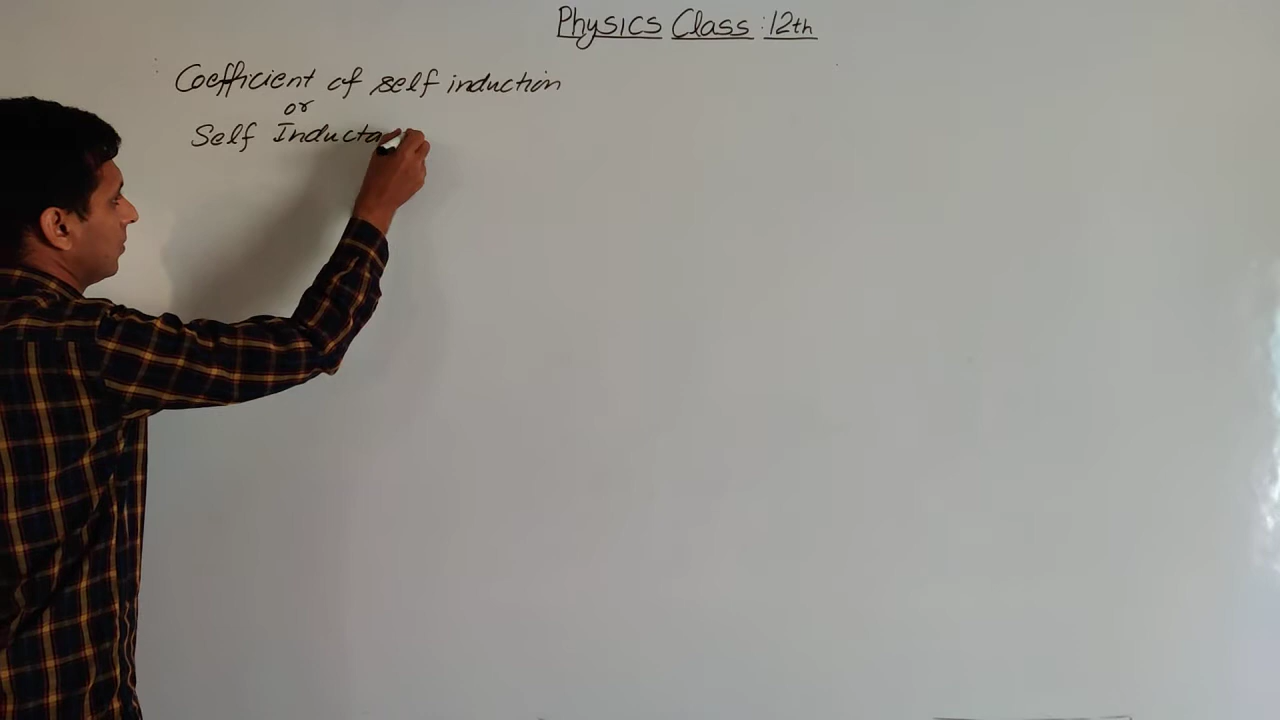 Physics Class : 12th
Coefficient of self induction
or
Self Inducta